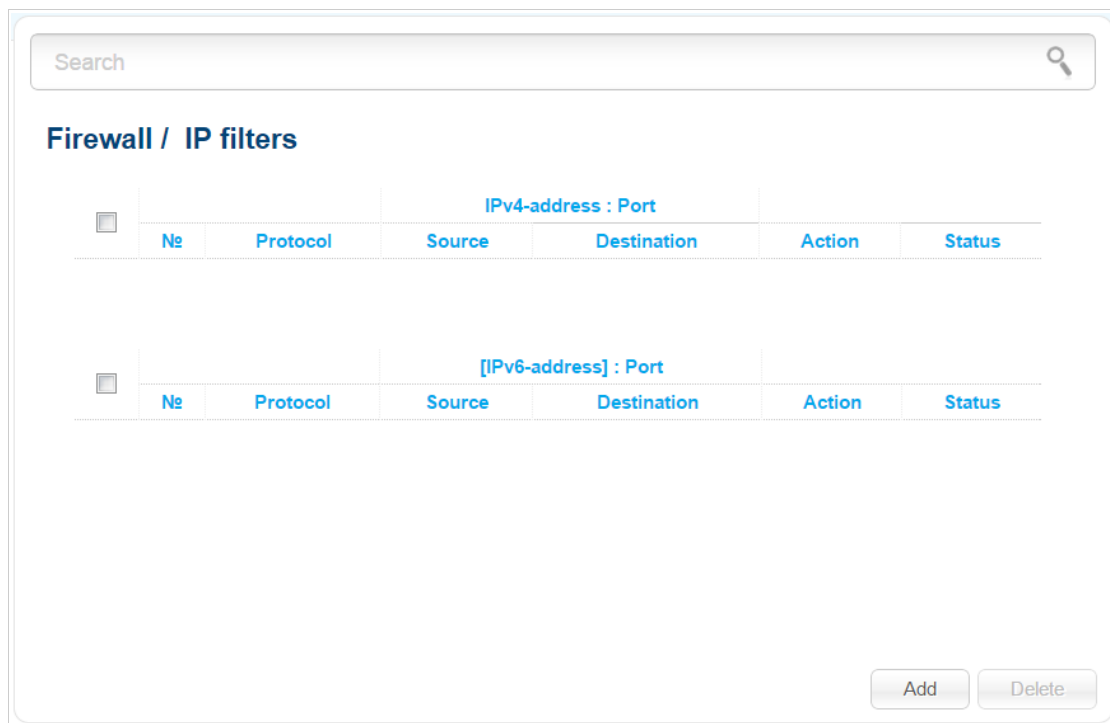 Search
Firewall / IP filters
IPv4-address : Port
№ Protocol Source Destination Action Status
[IPv6-address] : Port
№ Protocol Source Destination Action Status
Add Delete